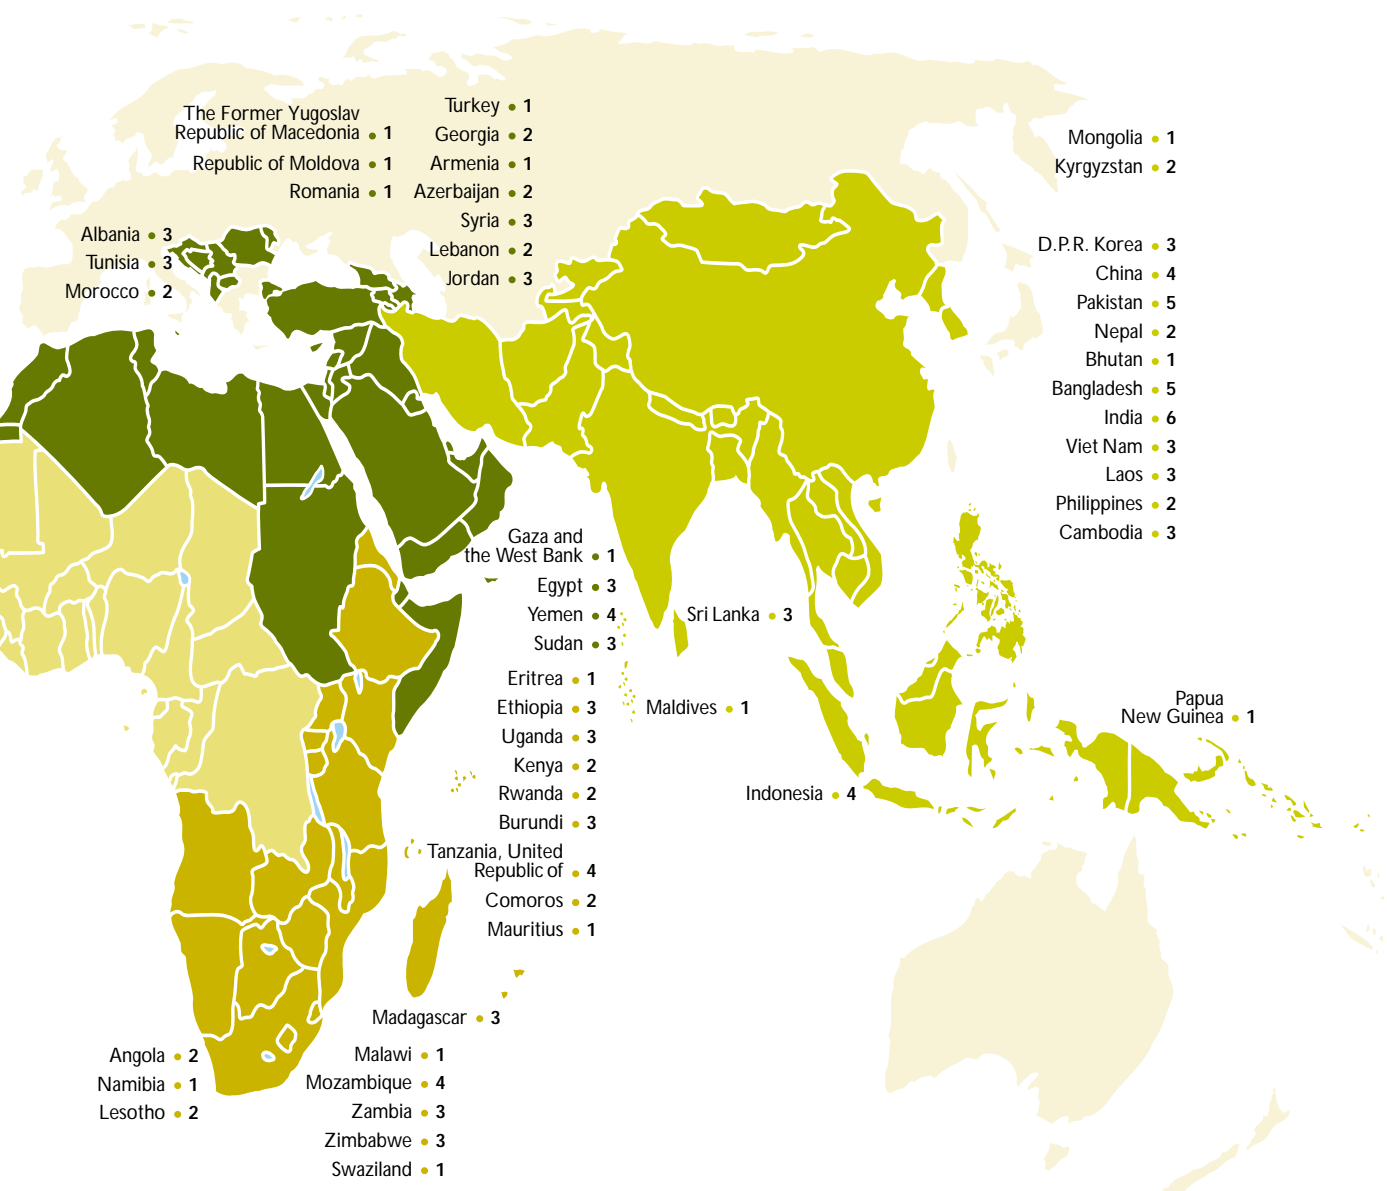 The Former Yugoslav
Republic of Macedonia • 1
Republic of Moldova • 1
Romania • 1
Turkey • 1
Georgia • 2
Armenia • 1
Azerbaijan • 2
Syria • 3
Lebanon • 2
Jordan • 3
Albania • 3
Tunisia • 3
Morocco • 2
Mongolia • 1
Kyrgyzstan • 2
D.P.R. Korea • 3
China • 4
Pakistan • 5
Nepal • 2
Bhutan • 1
Bangladesh • 5
India • 6
Viet Nam • 3
Laos • 3
Philippines • 2
Cambodia • 3
Gaza and
the West Bank • 1
Egypt • 3
Yemen • 4
Sudan • 3
Sri Lanka • 3
Maldives • 1
Papua
New Guinea • 1
Indonesia • 4
Eritrea • 1
Ethiopia • 3
Uganda • 3
Kenya • 2
Rwanda • 2
Burundi • 3
Tanzania, United
Republic of • 4
Comoros • 2
Mauritius • 1
Madagascar • 3
Angola • 2
Namibia • 1
Lesotho • 2
Malawi • 1
Mozambique • 4
Zambia • 3
Zimbabwe • 3
Swaziland • 1